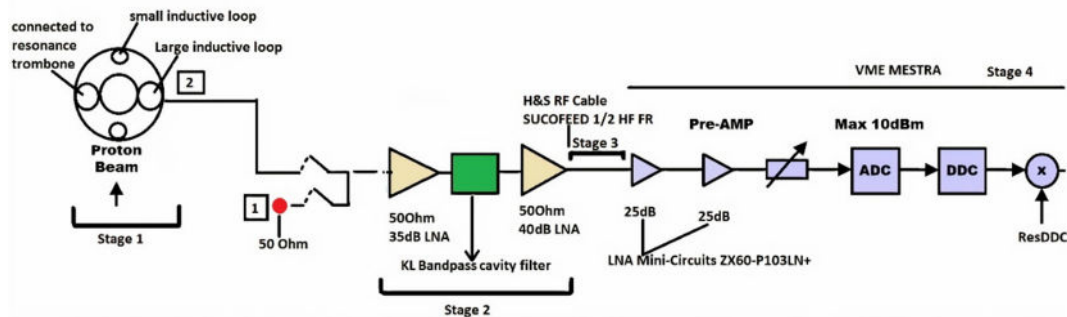 small inductive loop
connected to
resonance
trombone
Large inductive loop
2
Proton
Beam
Stage 1
1
50 Ohm
50Ohm
35dB LNA
KL Bandpass cavity filter
50Ohm
40dB LNA
Stage 2
H&S RF Cable
SUCOFEED 1/2 HF FR
Stage 3
VME MESTRA
Stage 4
Pre-AMP
Max 10dBm
25dB
25dB
LNA Mini-Circuits ZX60-P103LN+
ADC
DDC
X
ResDDC